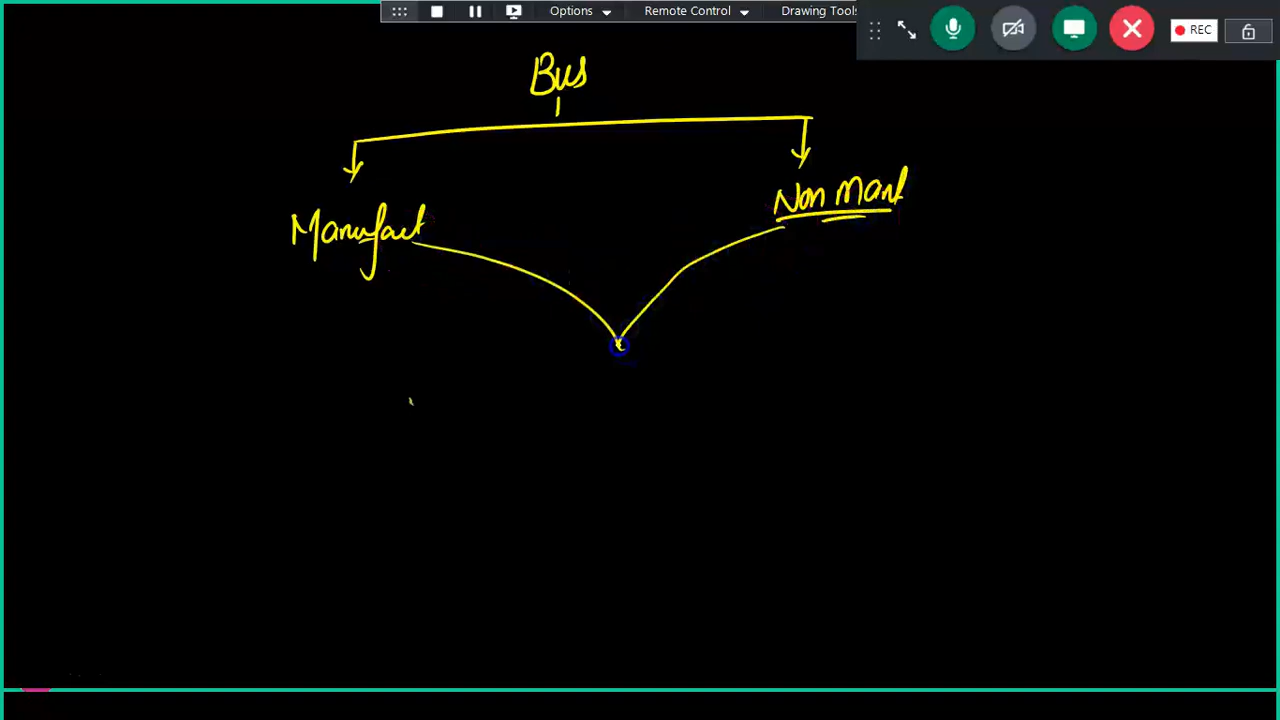 Options
Remote Control
Drawing Tools
REC
Bus
Manufact
Non Manf